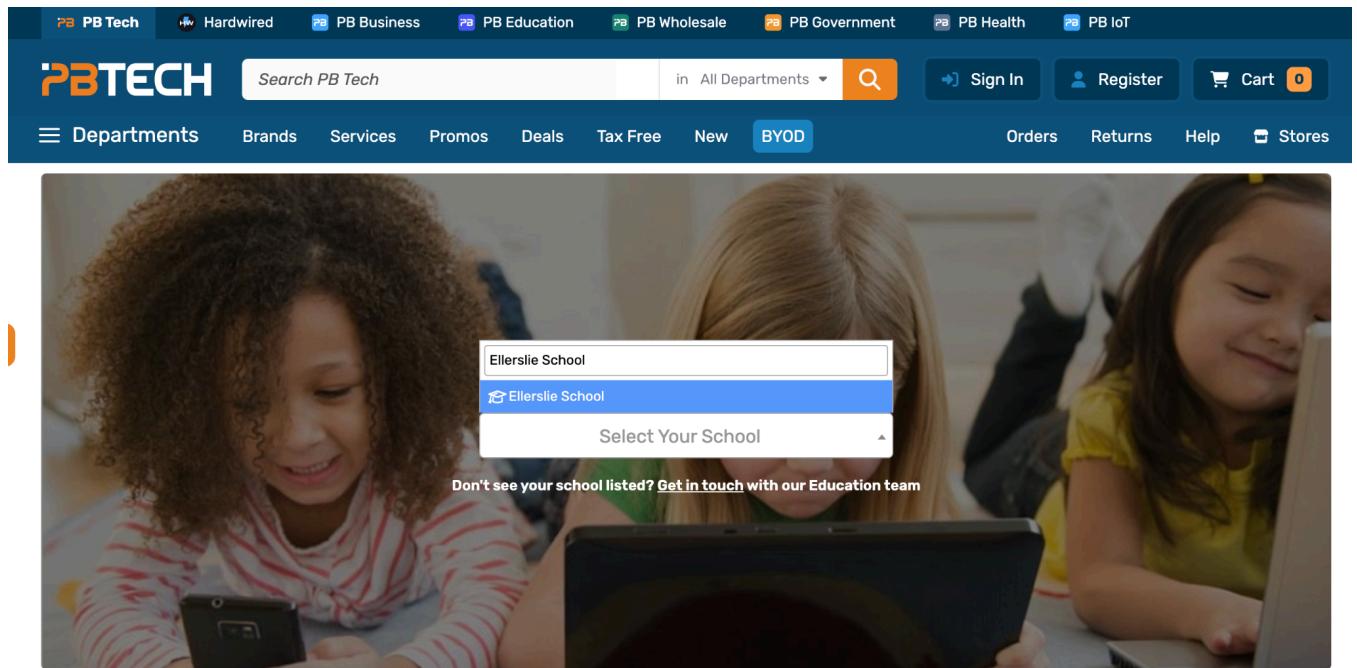 PB Tech Hardwired PB Business PB Education PB Wholesale PB Government PB Health PB IoT
PBTECH Search PB Tech in All Departments Sign In Register Cart 0
Departments Brands Services Promos Deals Tax Free New BYOD Orders Returns Help Stores
Ellerslie School
Ellerslie School
Select Your School
Don't see your school listed? Get in touch with our Education team